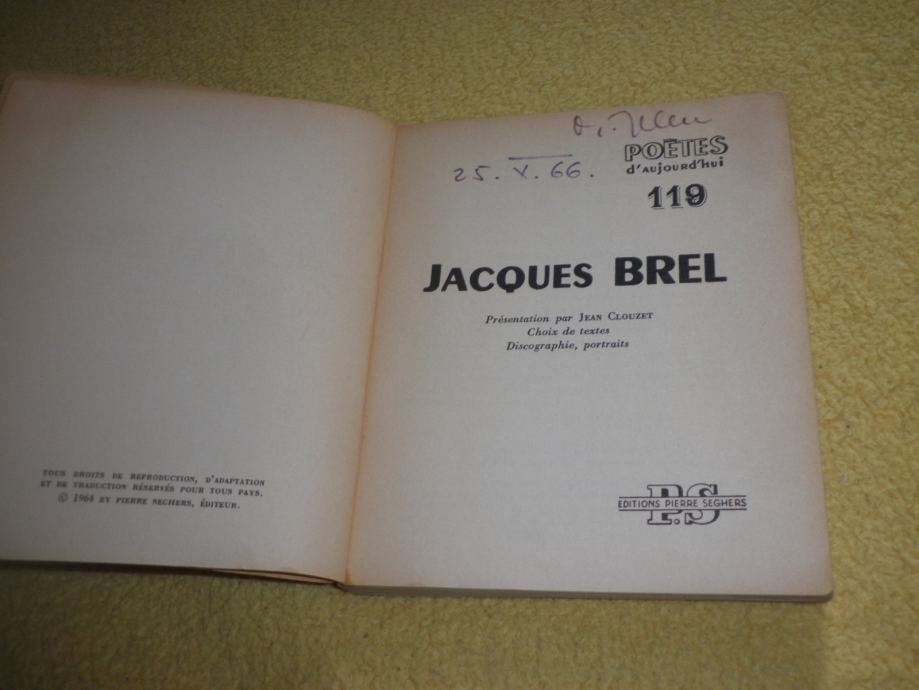 TOUS DROITS DE REPRODUCTION, D'ADAPTATION
ET DE TRADUCTION RÉSERVÉS POUR TOUS PAYS.
© 1964 BY PIERRE SEGHERS, ÉDITEUR.
25. X. 66.
POÈTES
d'aujourd'hui
119
JACQUES BREL
Présentation par JEAN CLOUZET
Choix de textes
Discographie, portraits
P.S
EDITIONS PIERRE SEGHERS